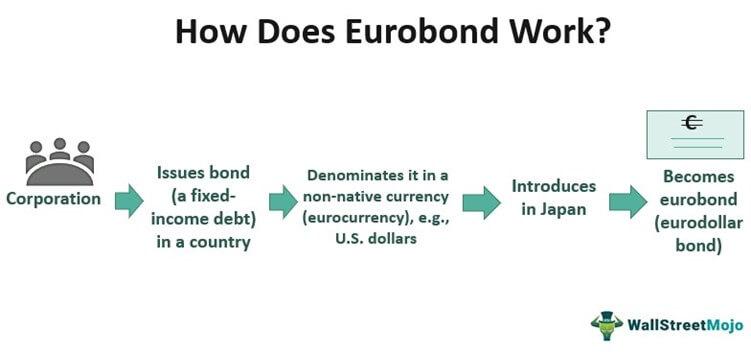 How Does Eurobond Work?
Corporation
Issues bond
(a fixed-
income debt)
in a country
Denominates it in a
non-native currency
(eurocurrency), e.g.,
U.S. dollars
Introduces
in Japan
€
Becomes
eurobond
(eurodollar
bond)
WallStreetMojo